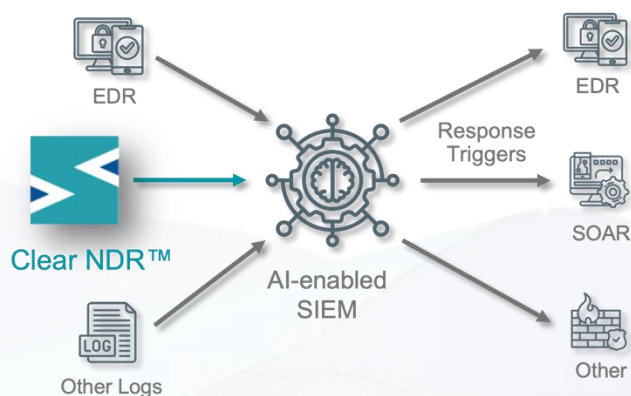 EDR
EDR
Response
Triggers
Clear NDR™
AI-enabled
SIEM
SOAR
LOG
Other Logs
Other